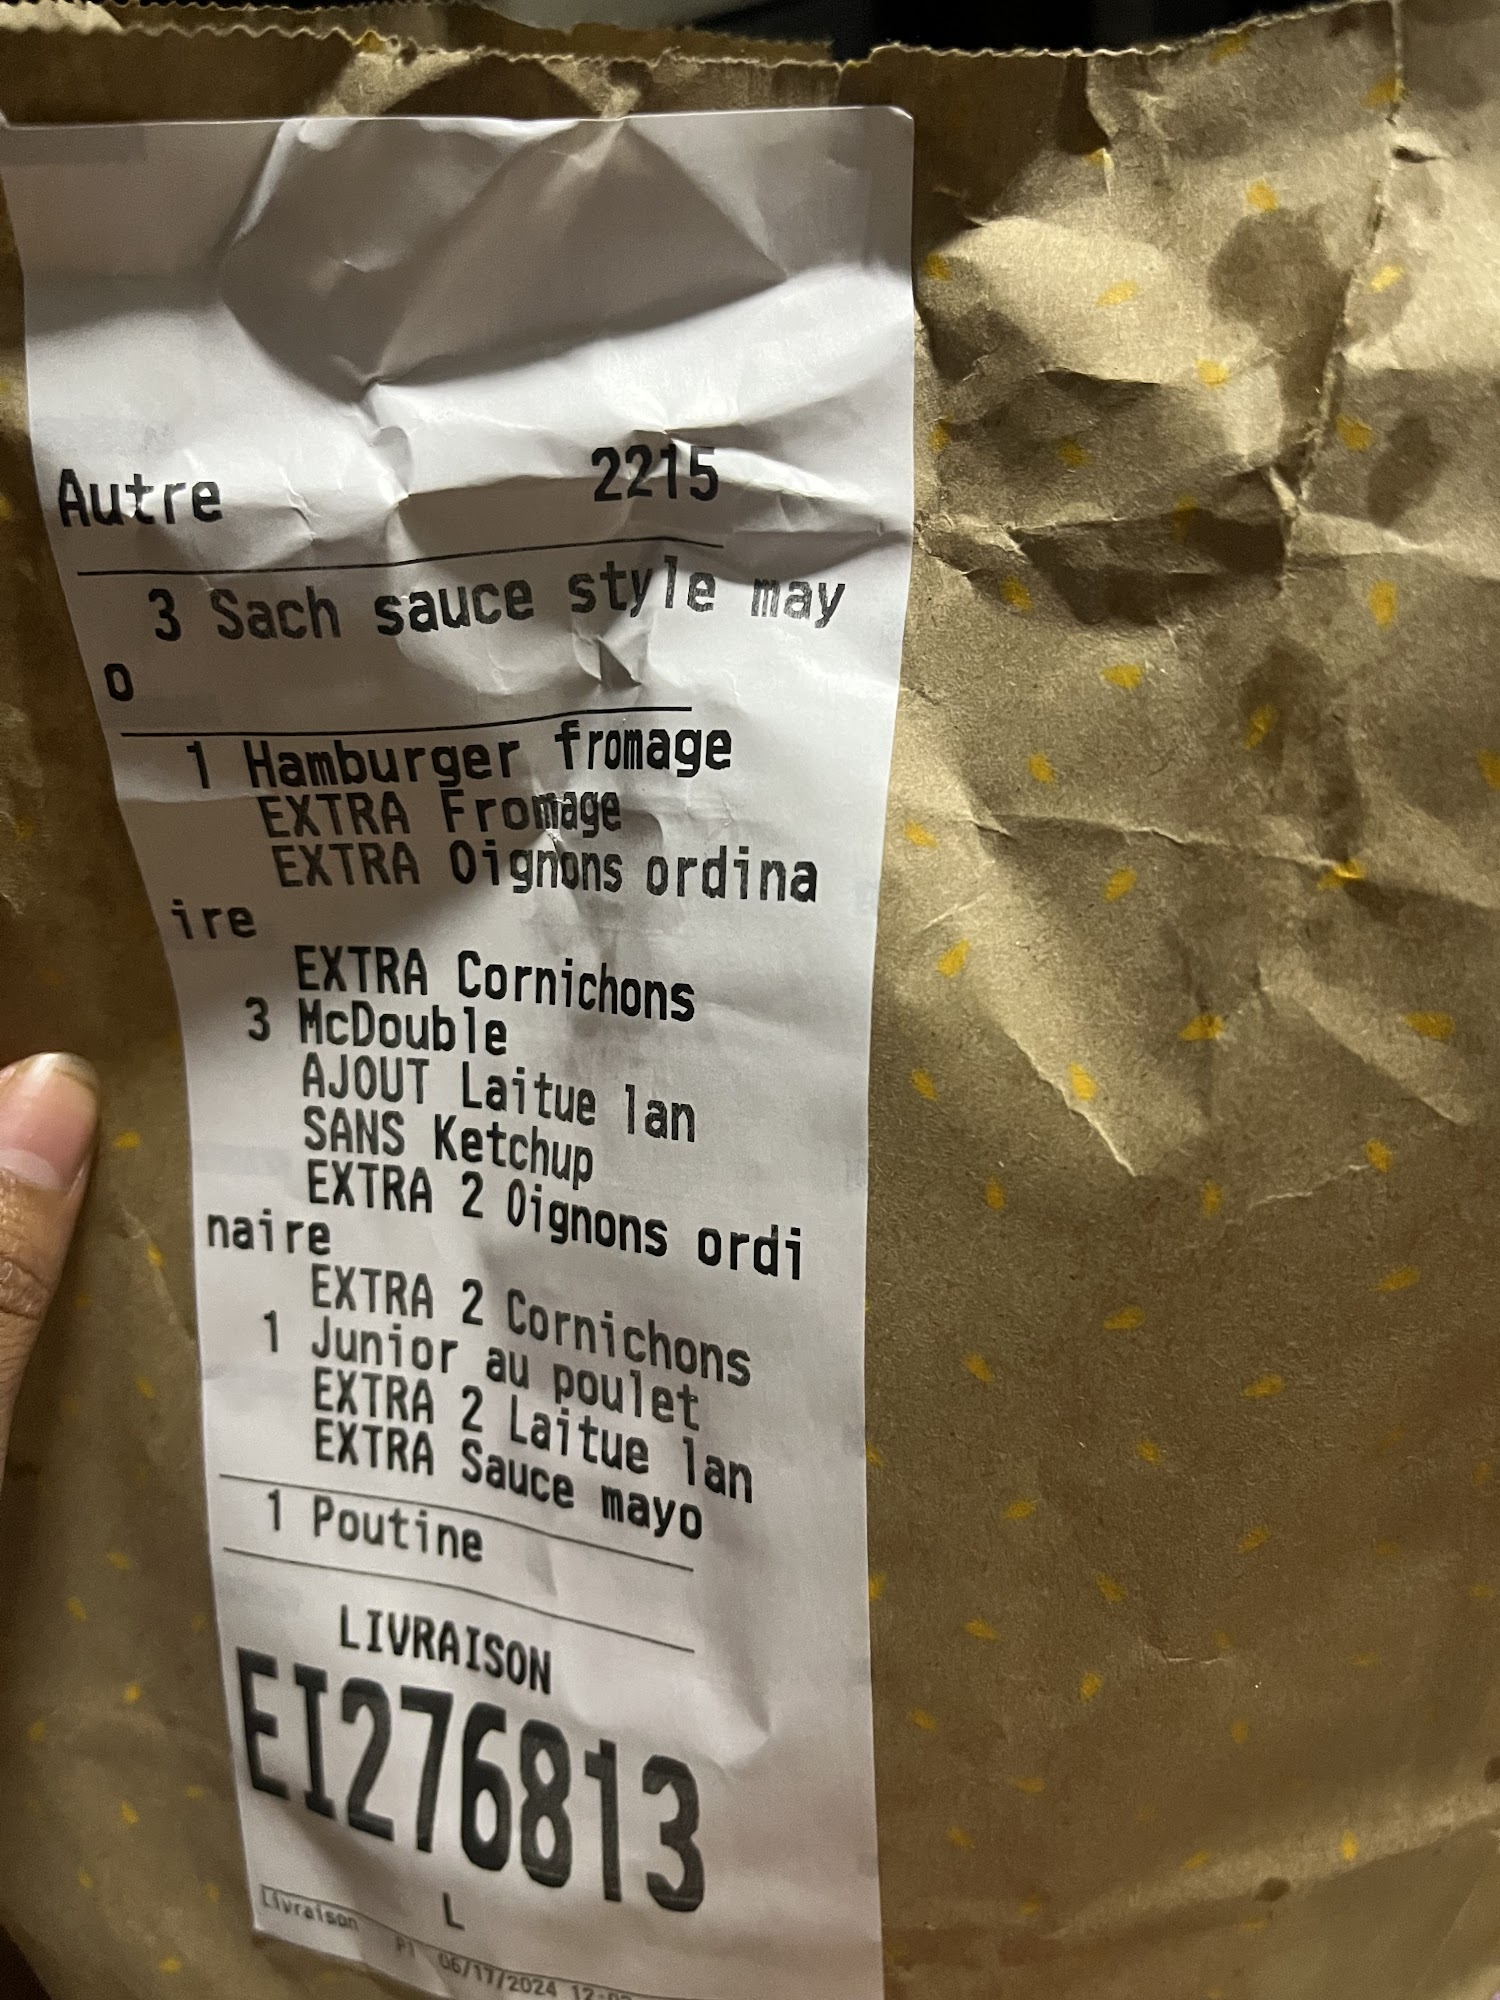 Autre 2215
3 Sach sauce style may
o
1 Hamburger fromage
EXTRA Fromage
EXTRA Oignons ordina
ire
EXTRA Cornichons
3 McDouble
AJOUT Laitue lan
SANS Ketchup
EXTRA 2 Oignons ordi
naire
EXTRA 2 Cornichons
1 Junior au poulet
EXTRA 2 Laitue lan
EXTRA Sauce mayo
1 Poutine
LIVRAISON
EI276813
L
Livraison P1 06/17/2024